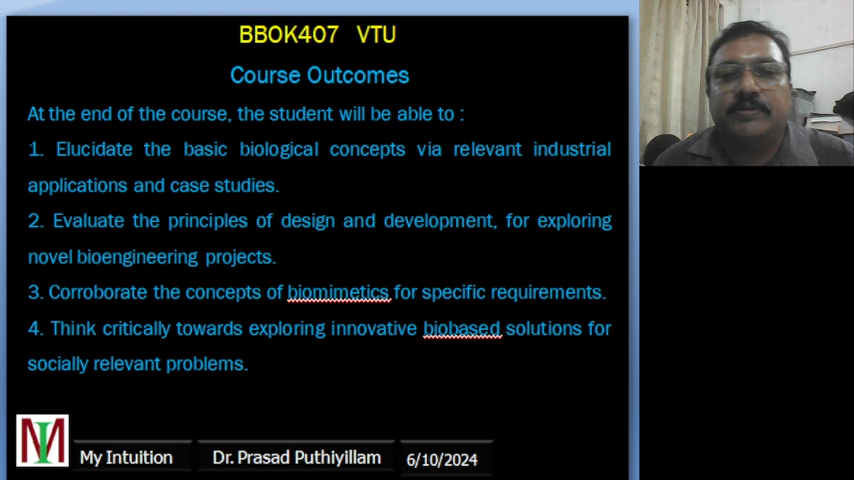 BBOK407 VTU
Course Outcomes
At the end of the course, the student will be able to :
1. Elucidate the basic biological concepts via relevant industrial
applications and case studies.
2. Evaluate the principles of design and development, for exploring
novel bioengineering projects.
3. Corroborate the concepts of biomimetics for specific requirements.
4. Think critically towards exploring innovative biobased solutions for
socially relevant problems.
MI
My Intuition
Dr. Prasad Puthiyillam
6/10/2024